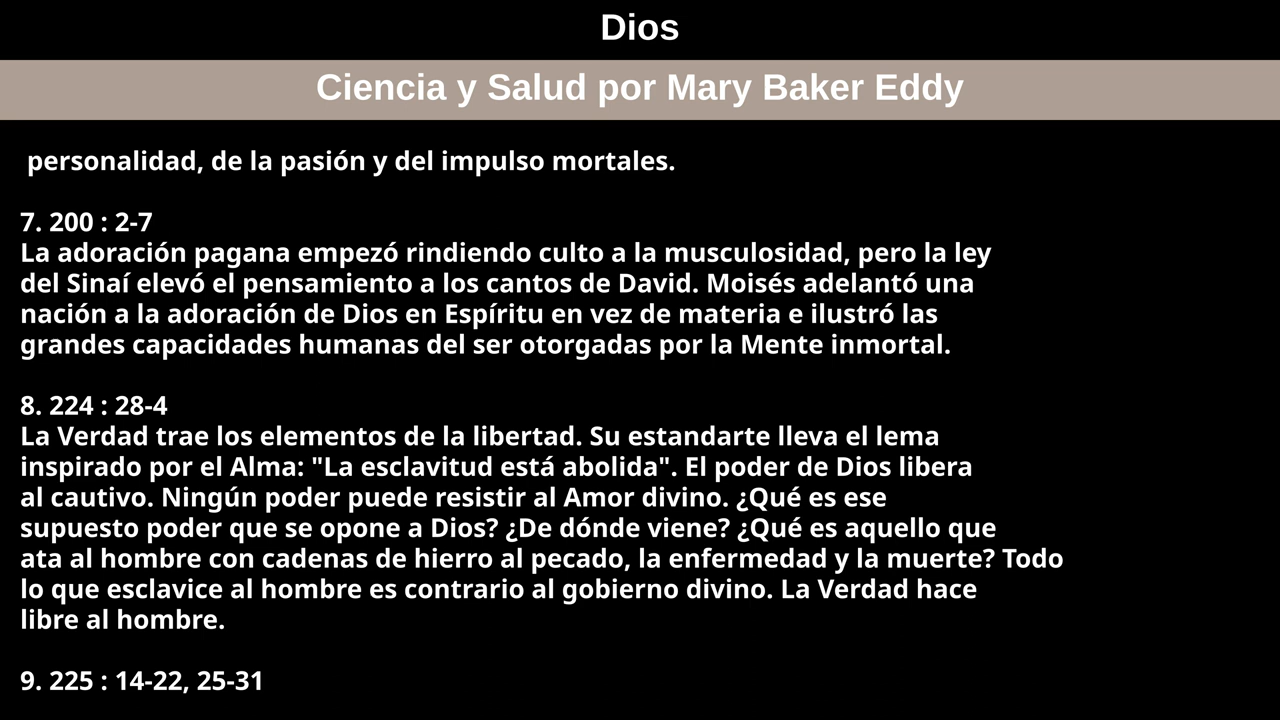 Dios
Ciencia y Salud por Mary Baker Eddy
personalidad, de la pasión y del impulso mortales.
7. 200 : 2-7
La adoración pagana empezó rindiendo culto a la musculosidad, pero la ley
del Sinaí elevó el pensamiento a los cantos de David. Moisés adelantó una
nación a la adoración de Dios en Espíritu en vez de materia e ilustró las
grandes capacidades humanas del ser otorgadas por la Mente inmortal.
8. 224 : 28-4
La Verdad trae los elementos de la libertad. Su estandarte lleva el lema
inspirado por el Alma: "La esclavitud está abolida". El poder de Dios libera
al cautivo. Ningún poder puede resistir al Amor divino. ¿Qué es ese
supuesto poder que se opone a Dios? ¿De dónde viene? ¿Qué es aquello que
ata al hombre con cadenas de hierro al pecado, la enfermedad y la muerte? Todo
lo que esclavice al hombre es contrario al gobierno divino. La Verdad hace
libre al hombre.
9. 225 : 14-22, 25-31